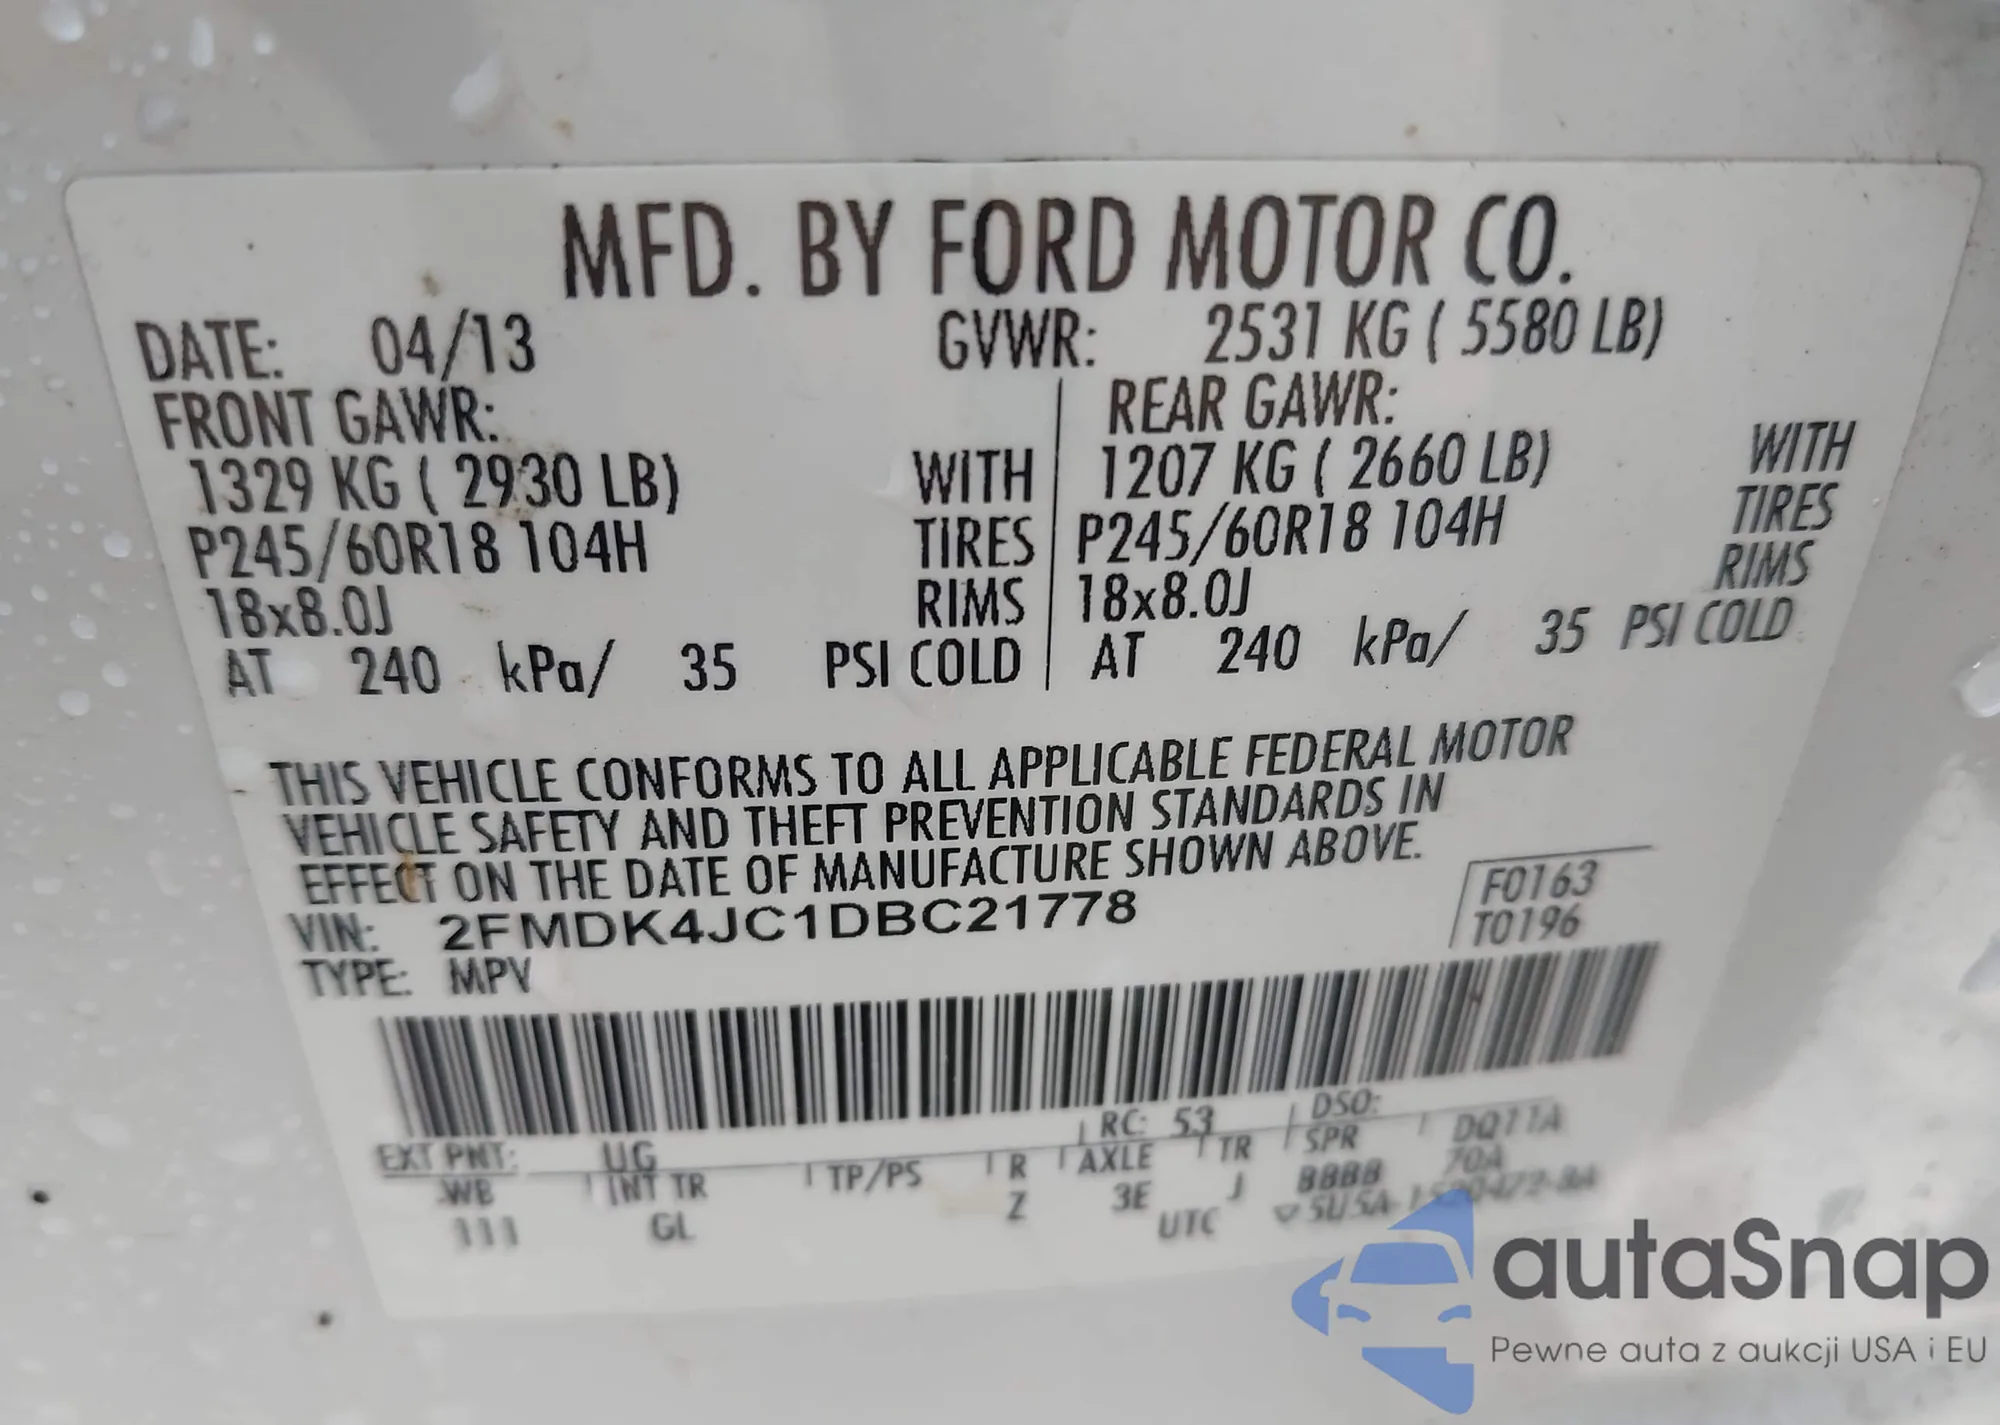 MFD. BY FORD MOTOR CO.
DATE: 04/13 GVWR: 2531 KG ( 5580 LB)
FRONT GAWR: REAR GAWR:
1329 KG ( 2930 LB) WITH 1207 KG ( 2660 LB) WITH
P245/60R18 104H TIRES P245/60R18 104H TIRES
18x8.0J RIMS 18x8.0J RIMS
AT 240 kPa/ 35 PSI COLD AT 240 kPa/ 35 PSI COLD
THIS VEHICLE CONFORMS TO ALL APPLICABLE FEDERAL MOTOR
VEHICLE SAFETY AND THEFT PREVENTION STANDARDS IN
EFFECT ON THE DATE OF MANUFACTURE SHOWN ABOVE.
F0163
VIN: 2FMDK4JC1DBC21778
T0196
TYPE: MPV
EXT PNT: UG RC: 53 DSO:
WB INT TR TP/PS R AXLE TR SPR DQ11A
111 GL Z 3E J BBBB 70A
UTC
autaSnap
Pewne auta z aukcji USA i EU